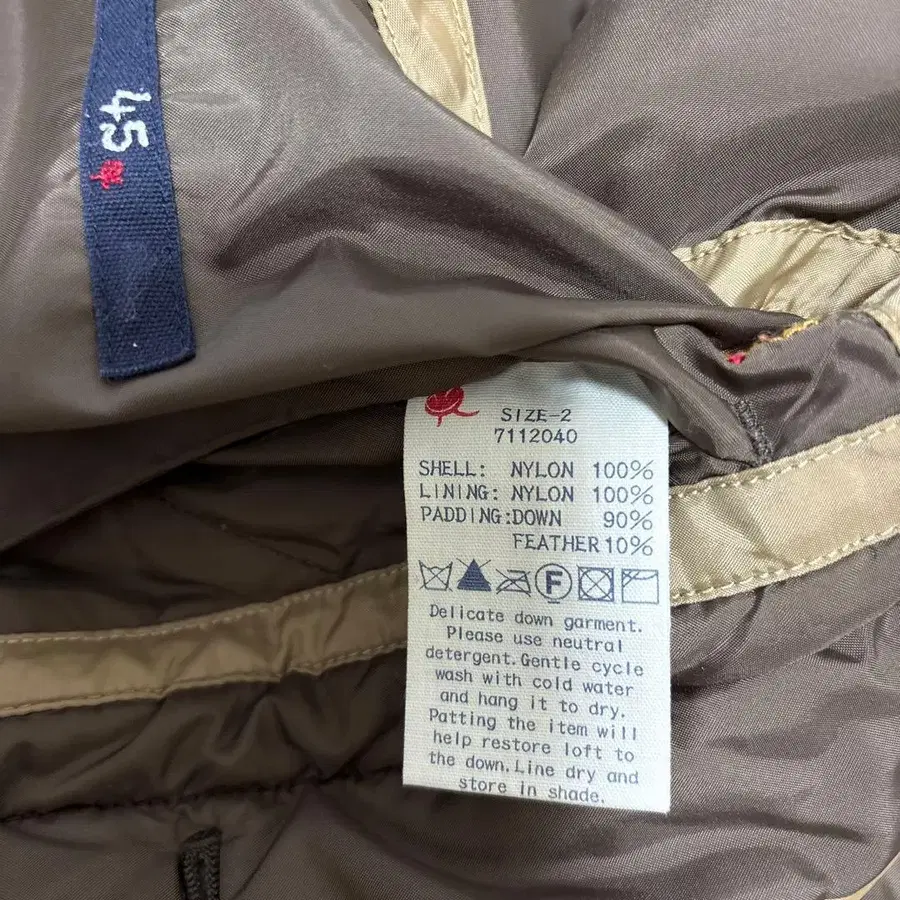 45R
SIZE-2
7112040
SHELL: NYLON 100%
LINING: NYLON 100%
PADDING:DOWN 90%
FEATHER 10%
F
Delicate down garment.
Please use neutral
detergent.Gentle cycle
wash with cold water
and hang it to dry.
Patting the item will
help restore loft to
the down.Line dry and
store in shade.